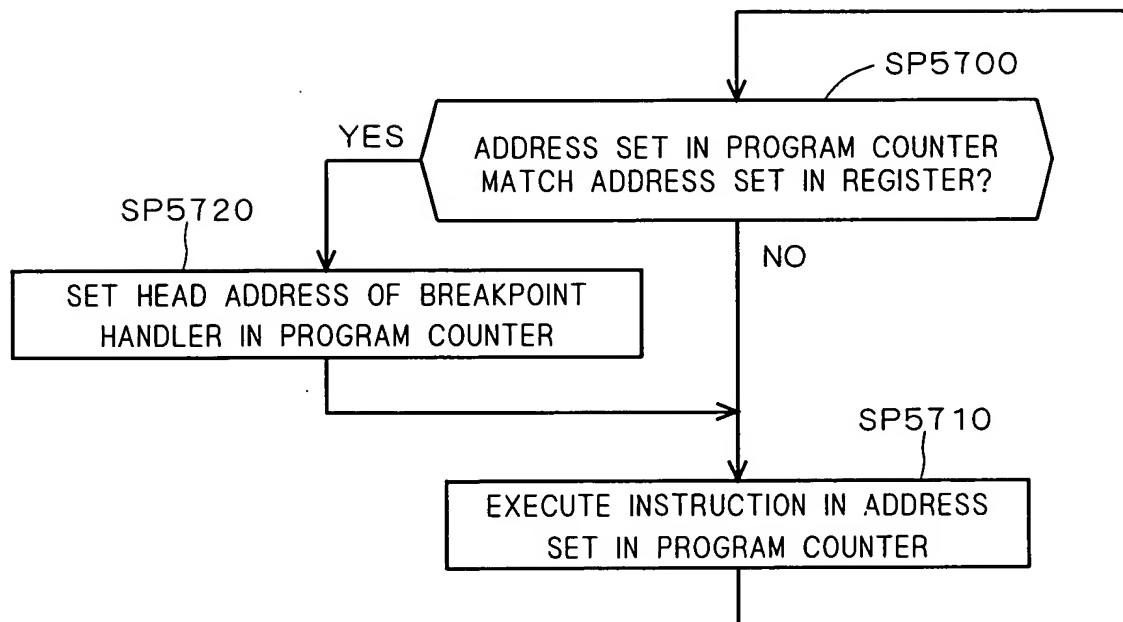 SP5700
YES
ADDRESS SET IN PROGRAM COUNTER
MATCH ADDRESS SET IN REGISTER?
SP5720
NO
SET HEAD ADDRESS OF BREAKPOINT
HANDLER IN PROGRAM COUNTER
SP5710
EXECUTE INSTRUCTION IN ADDRESS
SET IN PROGRAM COUNTER